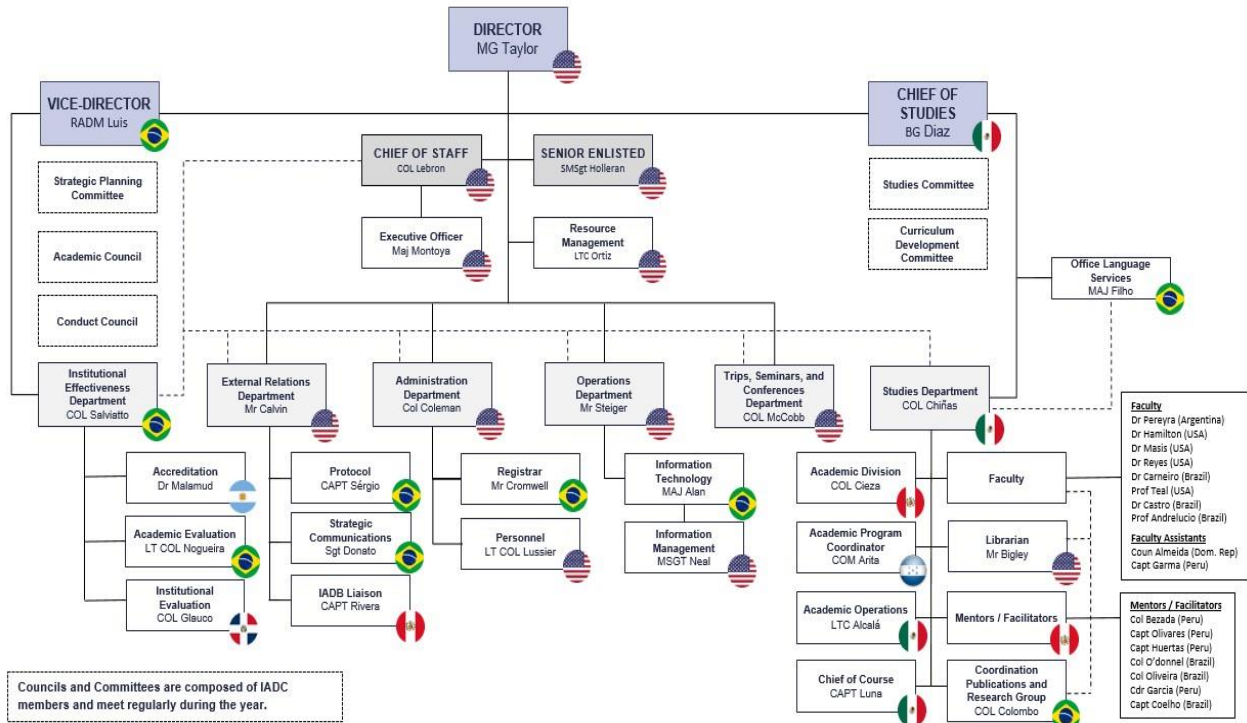 DIRECTOR
MG Taylor
VICE-DIRECTOR
RADM Luis
CHIEF OF
STUDIES
BG Diaz
Strategic Planning
Committee
Academic Council
Conduct Council
CHIEF OF STAFF
COL Lebron
SENIOR ENLISTED
SMSgt Holleran
Executive Officer
Maj Montoya
Resource
Management
LTC Ortiz
Studies Committee
Curriculum
Development
Committee
Office Language
Services
MAJ Filho
Institutional
Effectiveness
Department
COL Salviatto
External Relations
Department
Mr Calvin
Administration
Department
Col Coleman
Operations
Department
Mr Steiger
Trips, Seminars, and
Conferences
Department
COL McCobb
Studies Department
COL Chiñas
Accreditation
Dr Malamud
Academic Evaluation
LT COL Nogueira
Institutional
Evaluation
COL Glauco
Protocol
CAPT Sérgio
Strategic
Communications
Sgt Donato
IADB Liaison
CAPT Rivera
Registrar
Mr Cromwell
Personnel
LT COL Lussier
Information
Technology
MAJ Alan
Information
Management
MSGT Neal
Academic Division
COL Cieza
Academic Program
Coordinator
COM Arita
Academic Operations
LTC Alcalá
Chief of Course
CAPT Luna
Faculty
Librarian
Mr Bigley
Mentors / Facilitators
Coordination
Publications and
Research Group
COL Colombo
Faculty
Dr Pereyra (Argentina)
Dr Hamilton (USA)
Dr Masis (USA)
Dr Reyes (USA)
Dr Carneiro (Brazil)
Prof Teal (USA)
Dr Castro (Brazil)
Prof Andrelucio (Brazil)
Faculty Assistants
Coun Almeida (Dom. Rep)
Capt Garma (Peru)
Mentors / Facilitators
Col Bezada (Peru)
Capt Olivares (Peru)
Capt Huertas (Peru)
Col O'donnel (Brazil)
Col Oliveira (Brazil)
Cdr Garcia (Peru)
Capt Coelho (Brazil)
Councils and Committees are composed of IADC
members and meet regularly during the year.